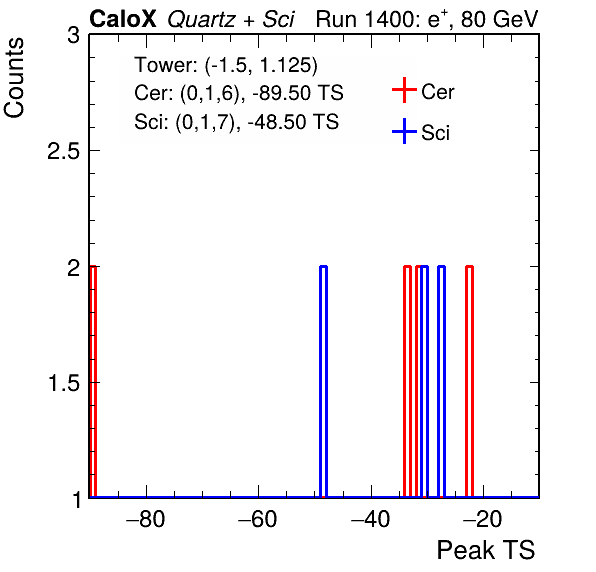 CaloX Quartz + Sci Run 1400: e+, 80 GeV
Counts
Tower: (-1.5, 1.125)
Cer: (0,1,6), -89.50 TS
Sci: (0,1,7), -48.50 TS
Cer
Sci
3
2.5
2
1.5
1
−80 −60 −40 −20
Peak TS